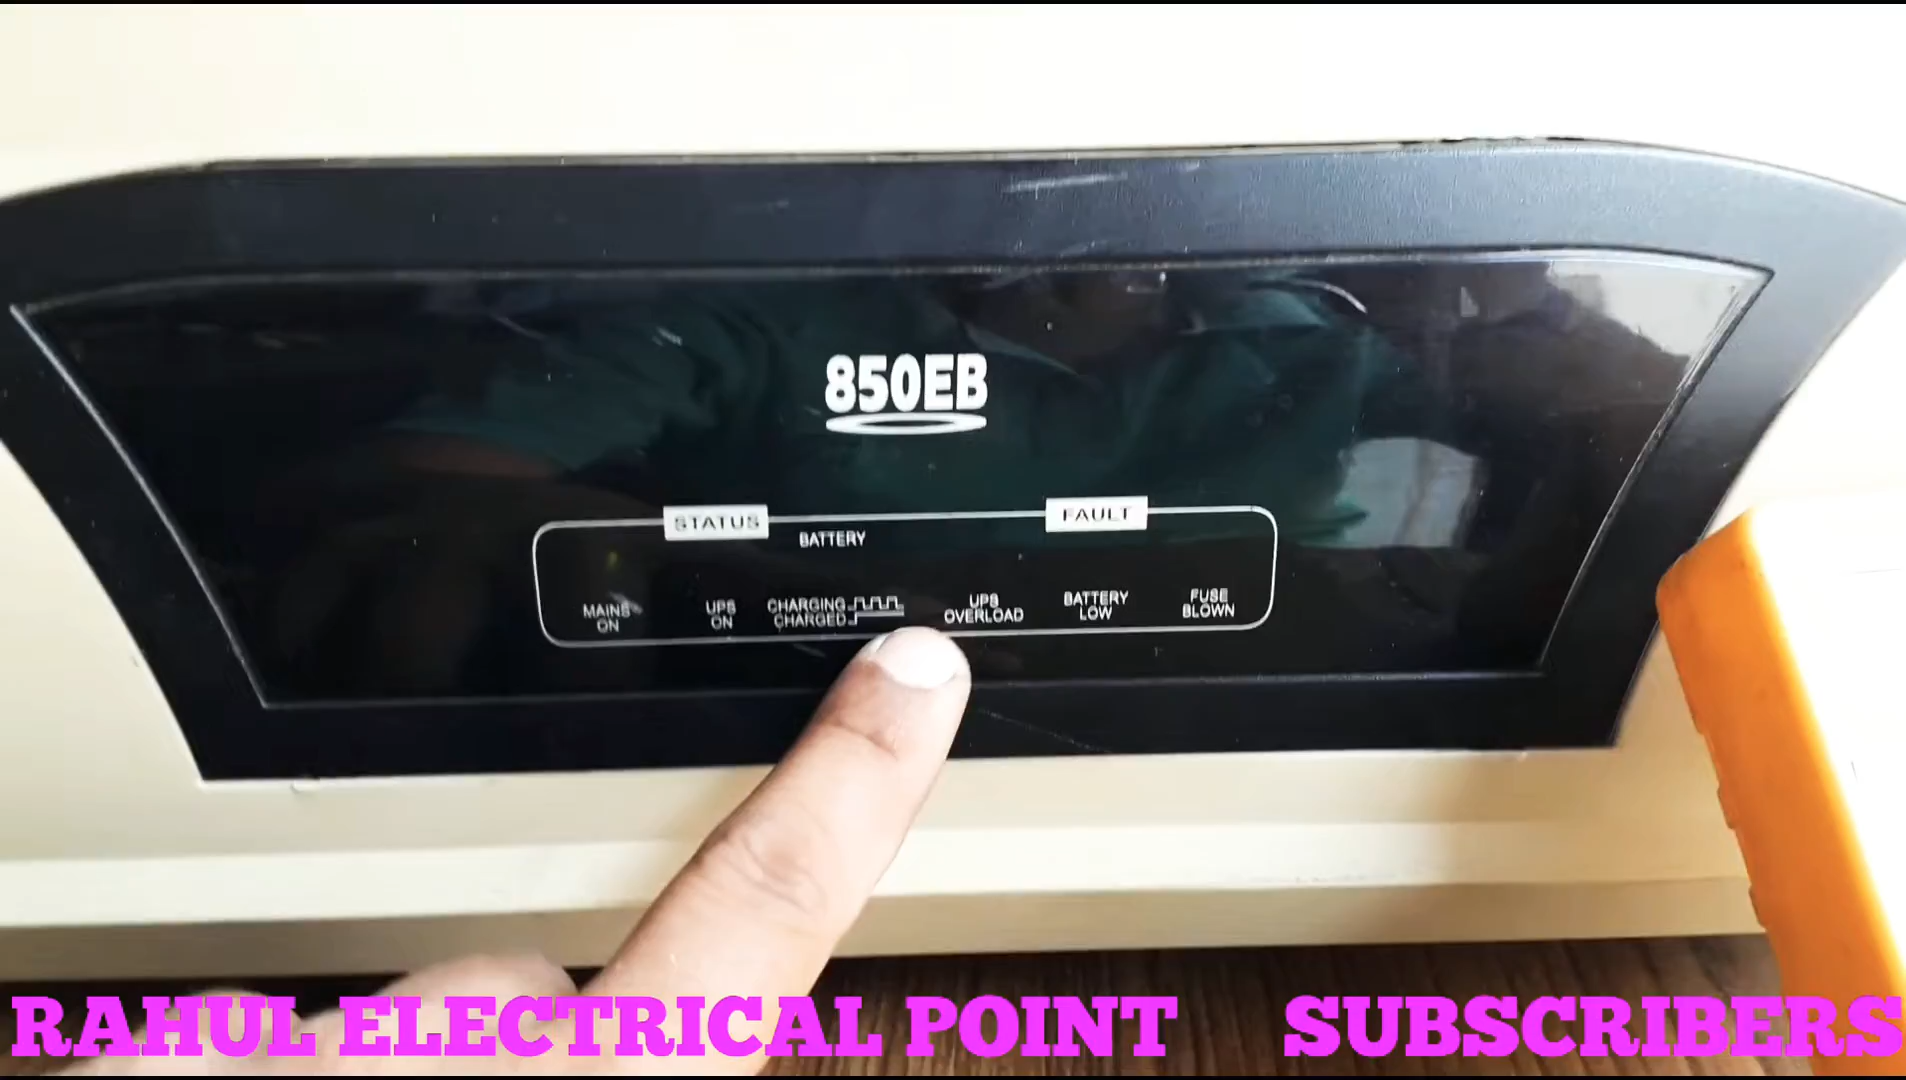 850EB
STATUS
FAULT
BATTERY
MAINS
ON
UPS
ON
CHARGING
CHARGED
UPS
OVERLOAD
BATTERY
LOW
FUSE
BLOWN
RAHUL ELECTRICAL POINT SUBSCRIBERS